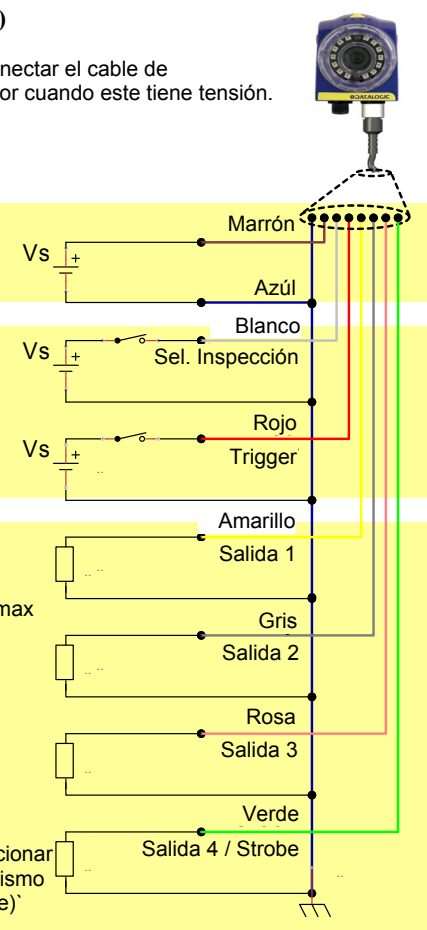 )
nectar el cable de
or cuando este tiene tensión.
DATALOGIC
Marrón
Vs
+
Azúl
Blanco
Vs
+
Sel. Inspección
Rojo
Vs
+
Trigger
Amarillo
Salida 1
max
Gris
Salida 2
Rosa
Salida 3
Verde
cionar
Salida 4 / Strobe
ismo
e)`